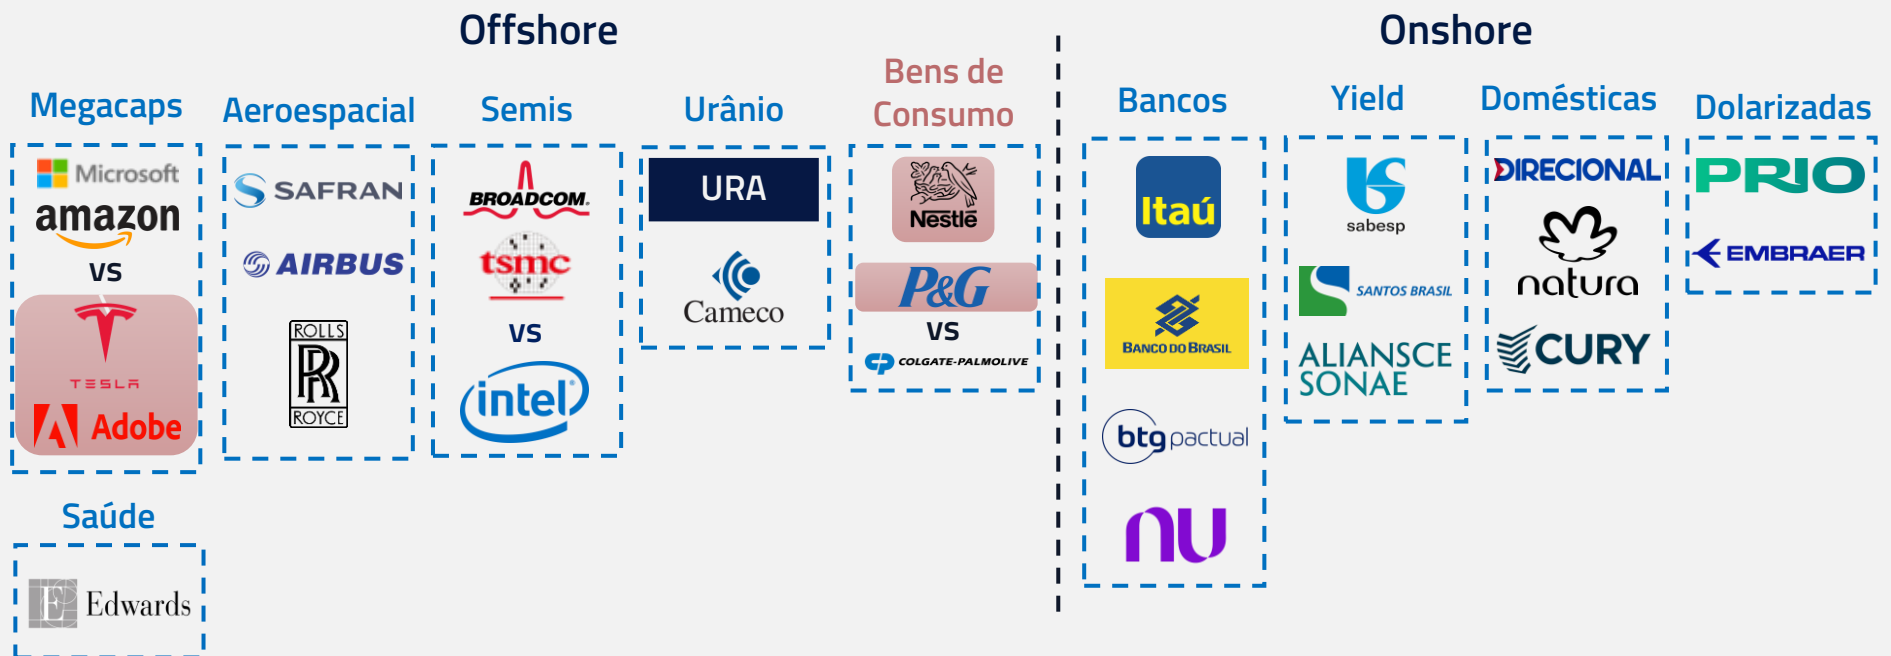 Offshore
Onshore
Megacaps
Microsoft
amazon
vs
TESLA
Adobe
Saúde
E Edwards
Aeroespacial
SAFRAN
AIRBUS
ROLLS
RR
ROYCE
Semis
BROADCOM.
tsmc
vs
intel
Urânio
URA
Cameco
Bens de
Consumo
Nestlé
P&G
vs
CP COLGATE-PALMOLIVE
Bancos
Itaú
BANCO DO BRASIL
btg pactual
nu
Yield
sabesp
SANTOS BRASIL
ALIANSCE
SONAE
Domésticas
DIRECIONAL
natura
CURY
Dolarizadas
PRIO
EMBRAER